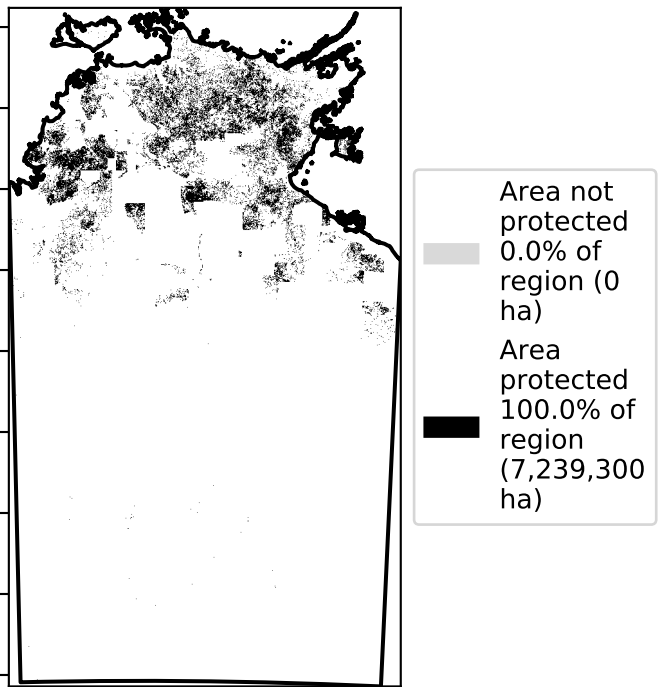 Area not
protected
0.0% of
region (0
ha)
Area
protected
100.0% of
region
(7,239,300
ha)